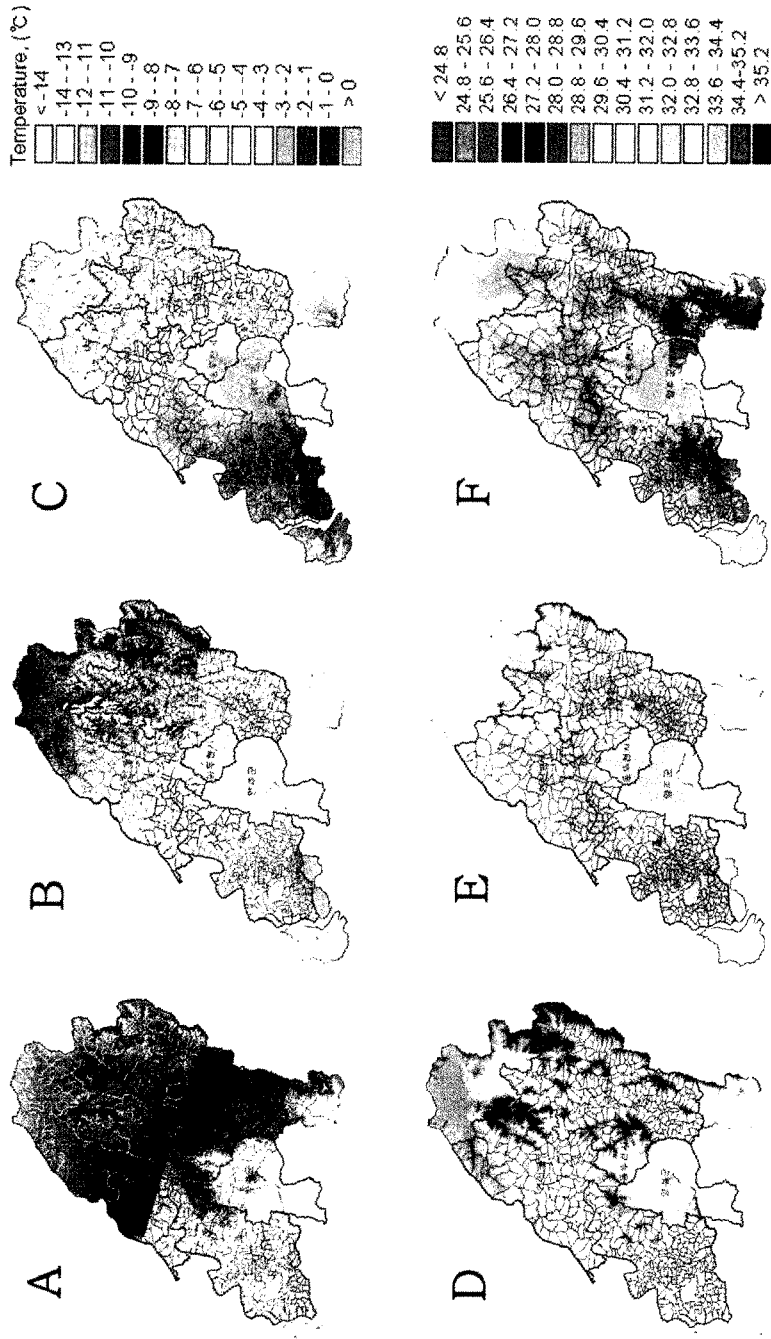 A
B
C
Temperature, (°C)
< -14
-14 - -13
-12 - -11
-11 - -10
-10 - -9
-9 - -8
-8 - -7
-7 - -6
-6 - -5
-5 - -4
-4 - -3
-3 - -2
-2 - -1
-1 - 0
> 0
D
E
F
< 24.8
24.8 - 25.6
25.6 - 26.4
26.4 - 27.2
27.2 - 28.0
28.0 - 28.8
28.8 - 29.6
29.6 - 30.4
30.4 - 31.2
31.2 - 32.0
32.0 - 32.8
32.8 - 33.6
33.6 - 34.4
34.4-35.2
> 35.2